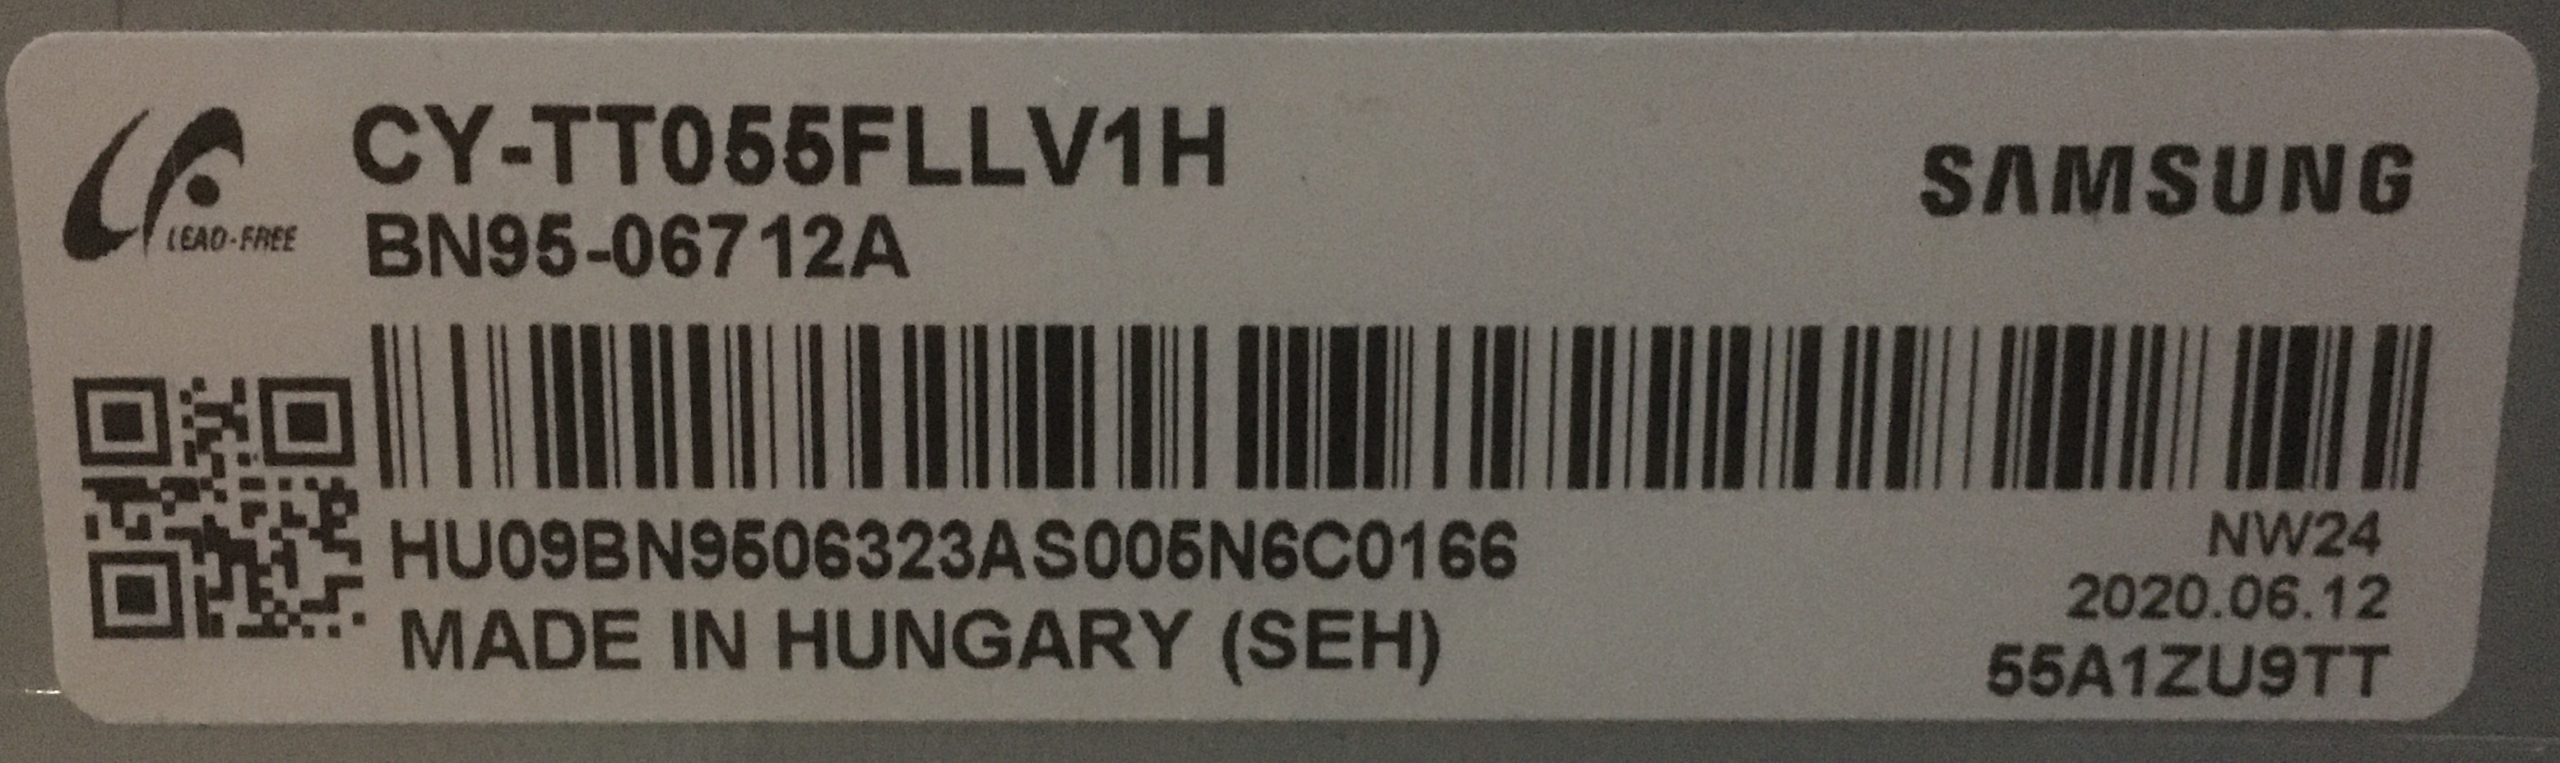 CY-TT055FLLV1H
SAMSUNG
LEAD-FREE
BN95-06712A
HU09BN9506323AS005N6C0166
NW24
2020.06.12
MADE IN HUNGARY (SEH)
55A1ZU9TT